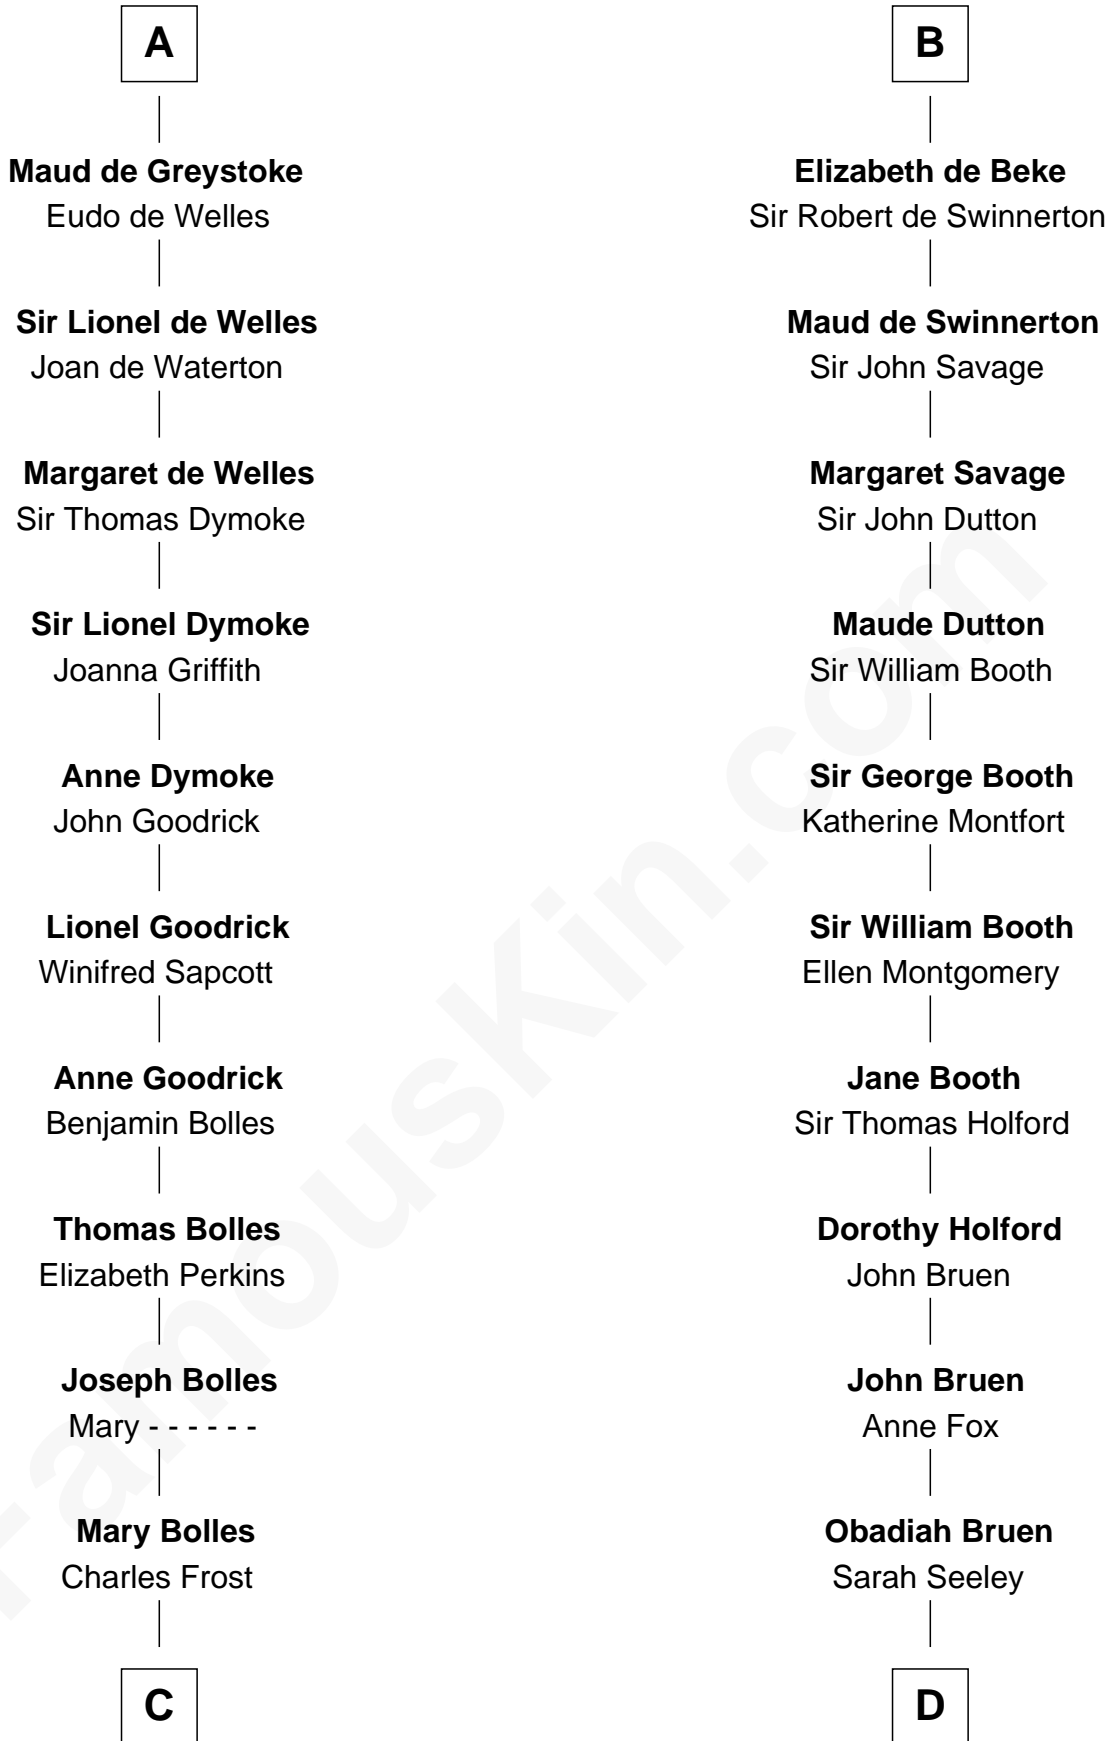 A
Maud de Greystoke
Eudo de Welles
Sir Lionel de Welles
Joan de Waterton
Margaret de Welles
Sir Thomas Dymoke
Sir Lionel Dymoke
Joanna Griffith
Anne Dymoke
John Goodrick
Lionel Goodrick
Winifred Sapcott
Anne Goodrick
Benjamin Bolles
Thomas Bolles
Elizabeth Perkins
Joseph Bolles
Mary - - - - - -
Mary Bolles
Charles Frost
C
B
Elizabeth de Beke
Sir Robert de Swinnerton
Maud de Swinnerton
Sir John Savage
Margaret Savage
Sir John Dutton
Maude Dutton
Sir William Booth
Sir George Booth
Katherine Montfort
Sir William Booth
Ellen Montgomery
Jane Booth
Sir Thomas Holford
Dorothy Holford
John Bruen
John Bruen
Anne Fox
Obadiah Bruen
Sarah Seeley
D
FamousKin.com